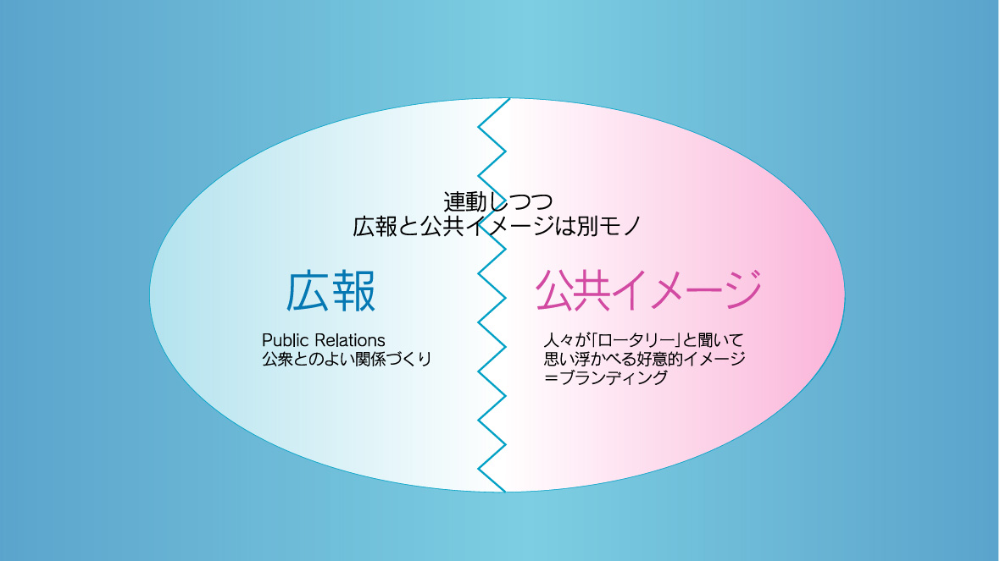 連動しつつ
広報と公共イメージは別モノ
広報
Public Relations
公衆とのよい関係づくり
公共イメージ
人々が「ロータリー」と聞いて
思い浮かべる好意的イメージ
＝ブランディング